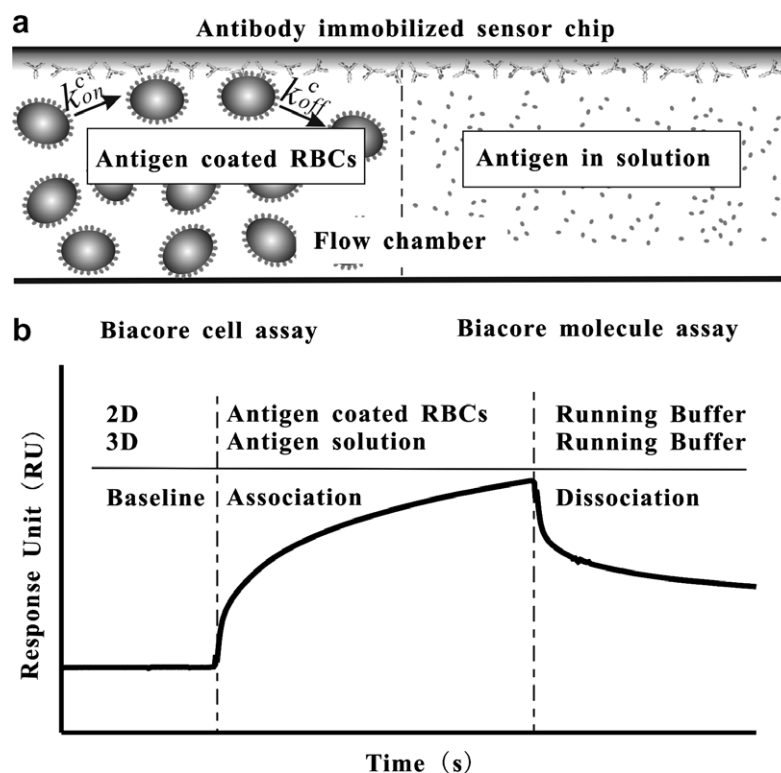 a
Antibody immobilized sensor chip
k^c_on
k^c_off
Antigen coated RBCs
Antigen in solution
Flow chamber
Biacore cell assay
Biacore molecule assay
b
2D Antigen coated RBCs Running Buffer
3D Antigen solution Running Buffer
Baseline Association Dissociation
Response Unit (RU)
Time (s)